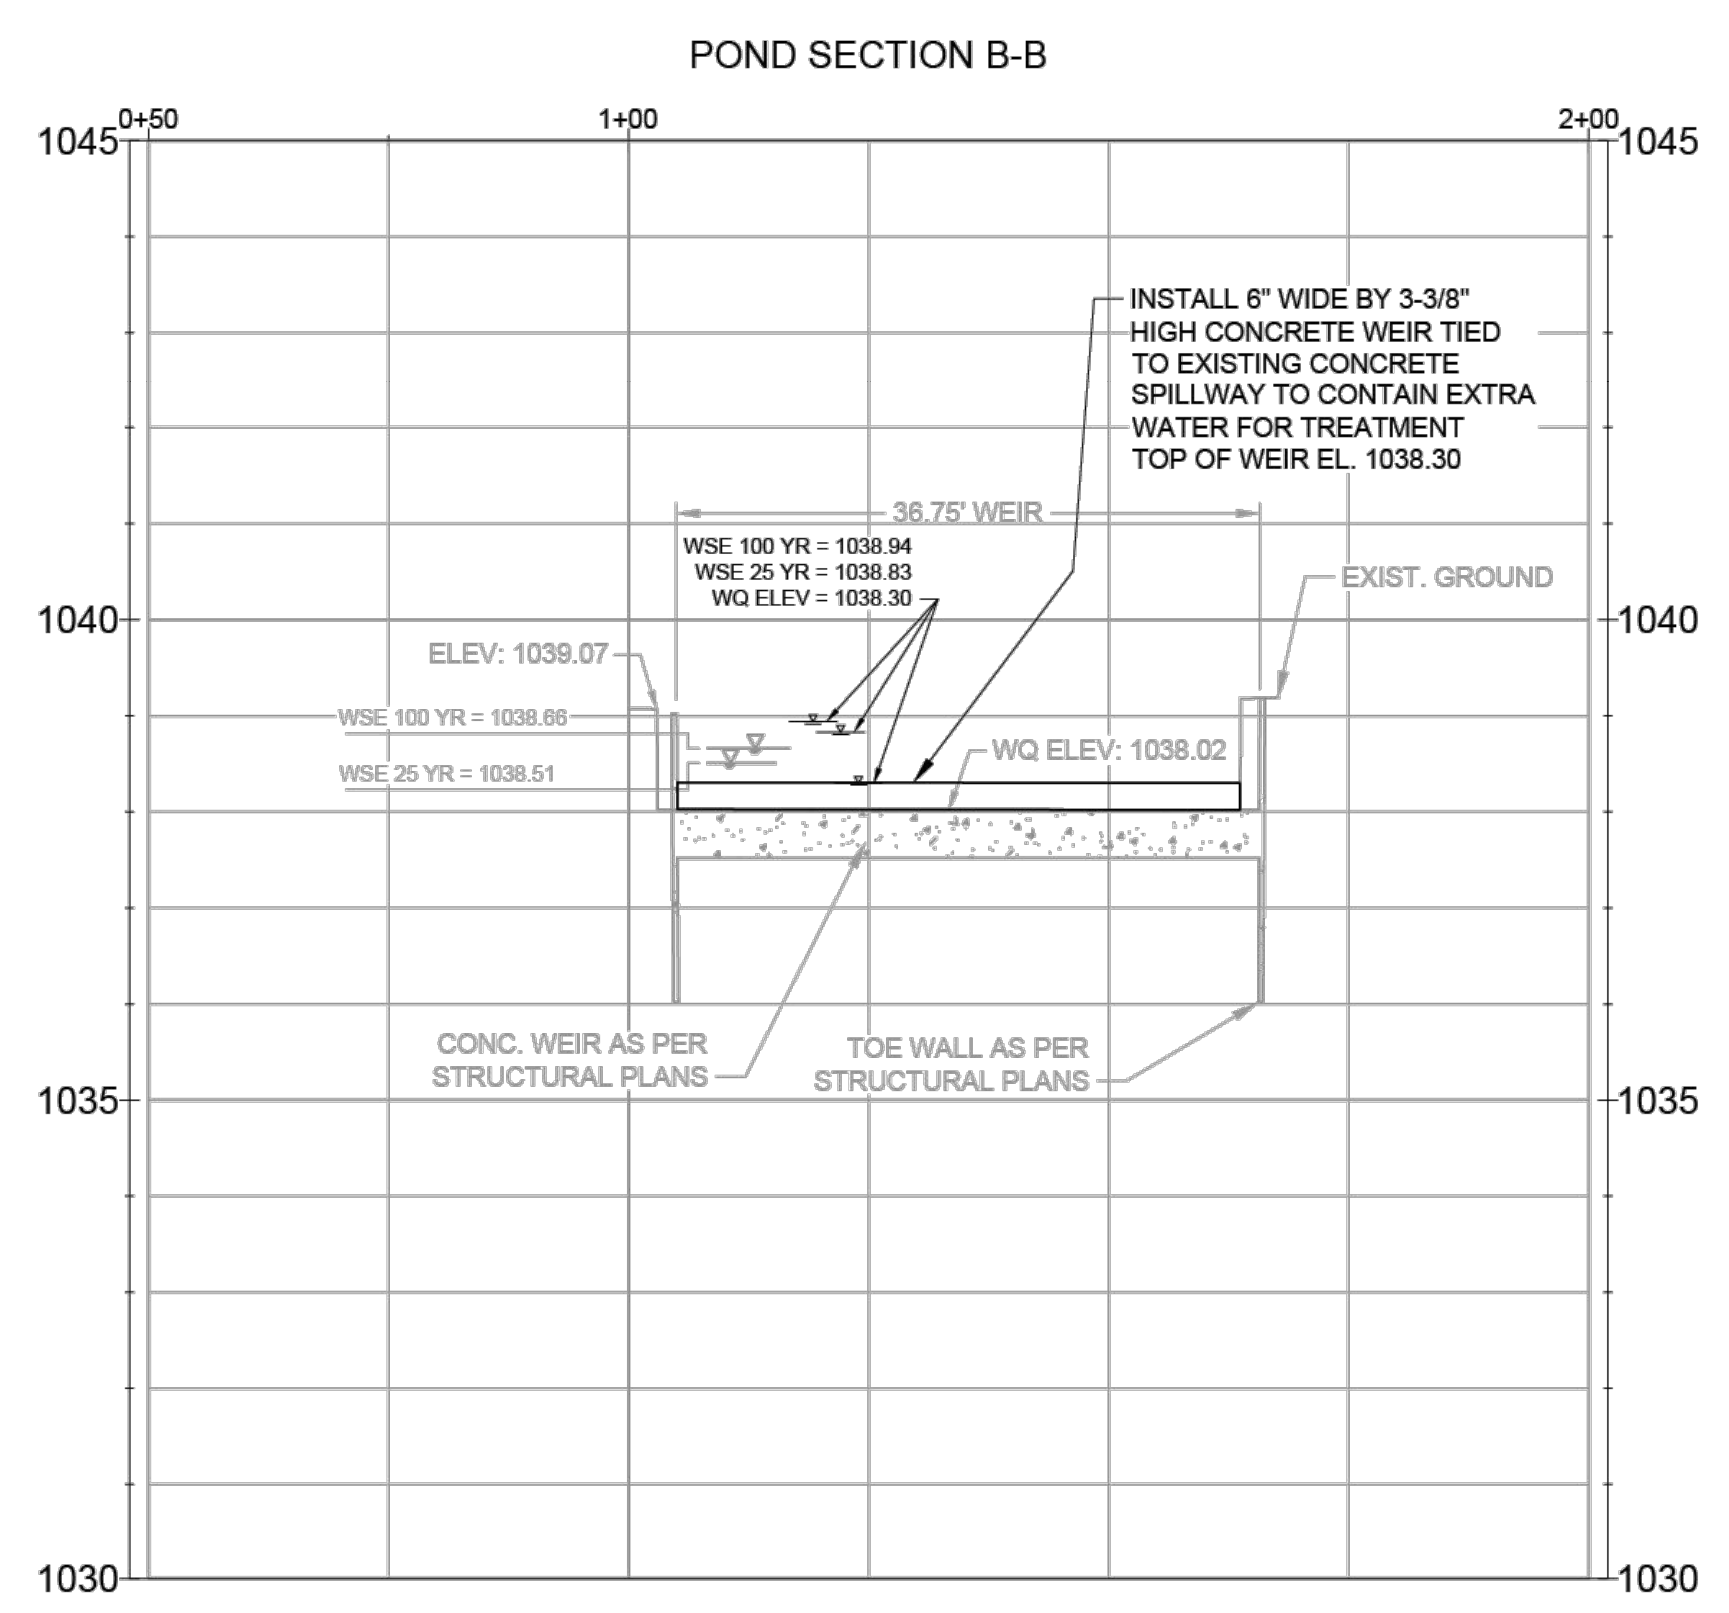 POND SECTION B-B
0+50
1+00
2+00
1045
1045
INSTALL 6" WIDE BY 3-3/8"
HIGH CONCRETE WEIR TIED
TO EXISTING CONCRETE
SPILLWAY TO CONTAIN EXTRA
WATER FOR TREATMENT
TOP OF WEIR EL. 1038.30
36.75' WEIR
WSE 100 YR = 1038.94
WSE 25 YR = 1038.83
WQ ELEV = 1038.30
EXIST. GROUND
1040
1040
ELEV: 1039.07
WSE 100 YR = 1038.66
WQ ELEV: 1038.02
WSE 25 YR = 1038.51
CONC. WEIR AS PER
STRUCTURAL PLANS
TOE WALL AS PER
STRUCTURAL PLANS
1035
1035
1030
1030